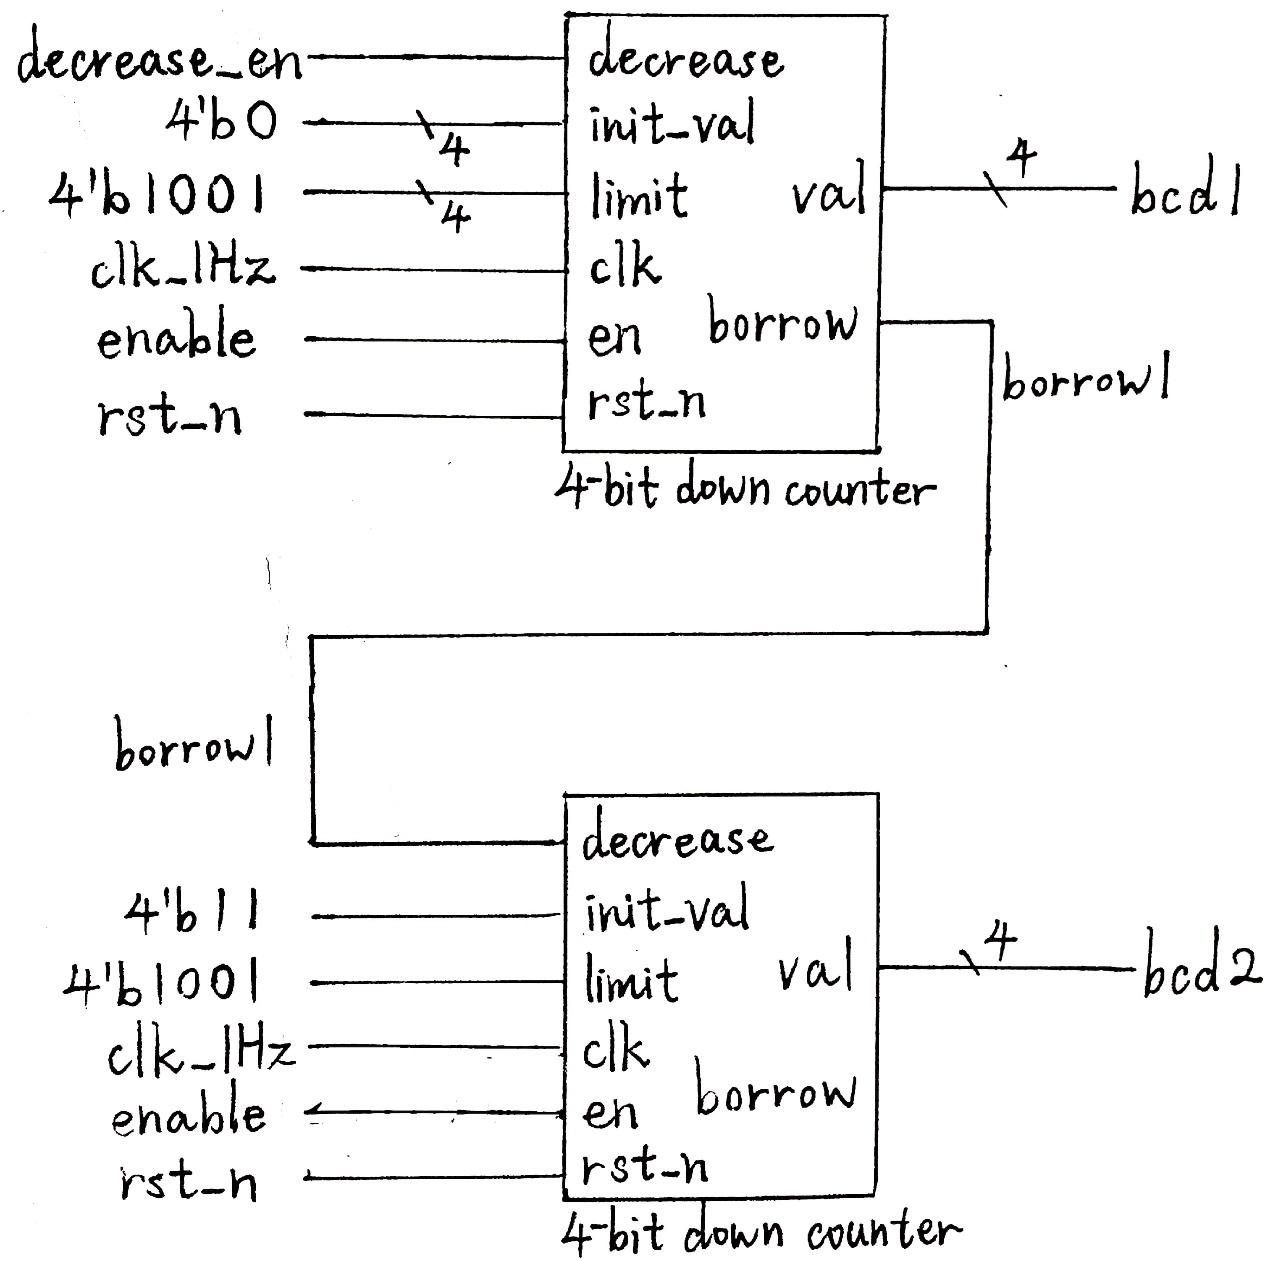 decrease_en
decrease
4'b0
4
init_val
4'b1001
4
limit
val
4
bcd1
clk_1Hz
clk
enable
en
borrow
borrow1
rst_n
rst_n
4-bit down counter
borrow1
decrease
4'b11
init_val
4'b1001
limit
val
4
bcd2
clk_1Hz
clk
enable
en
borrow
rst_n
rst_n
4-bit down counter